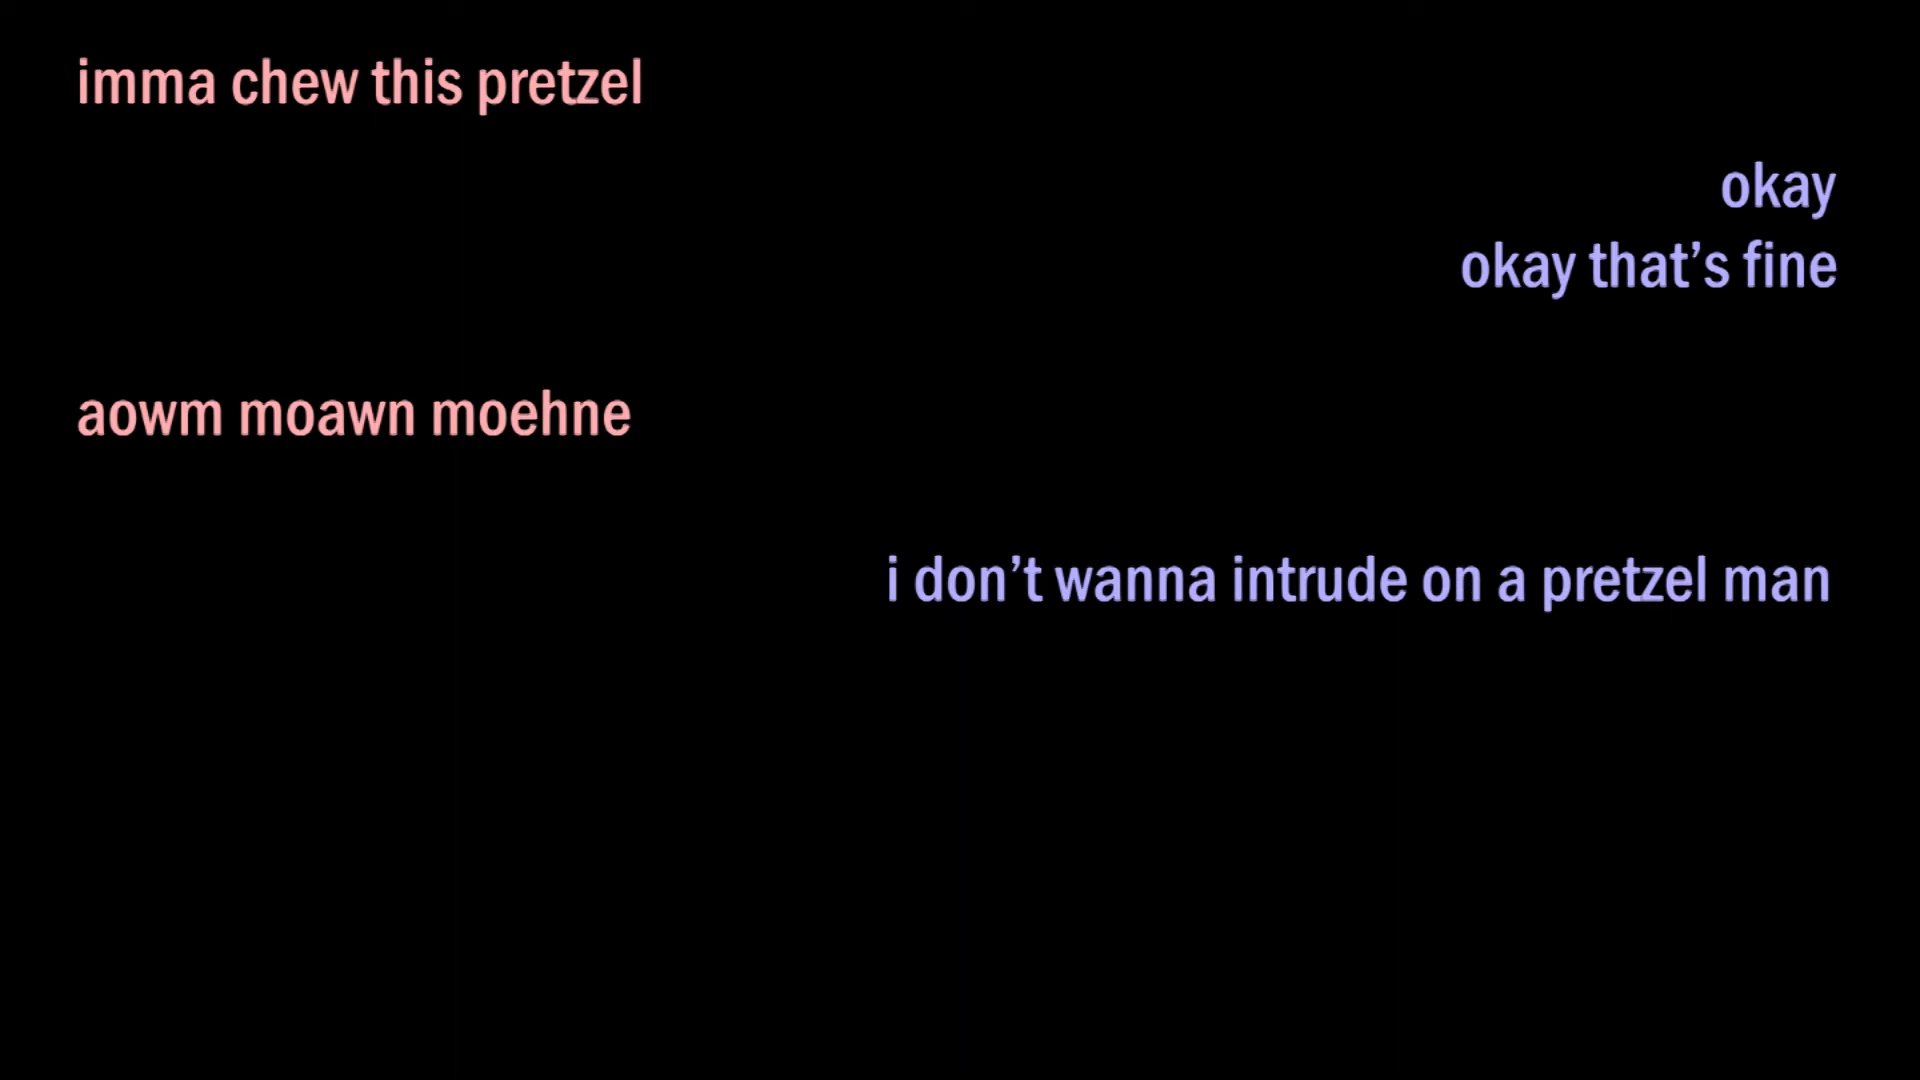 imma chew this pretzel
okay
okay that’s fine
aowm moawn moehne
i don’t wanna intrude on a pretzel man